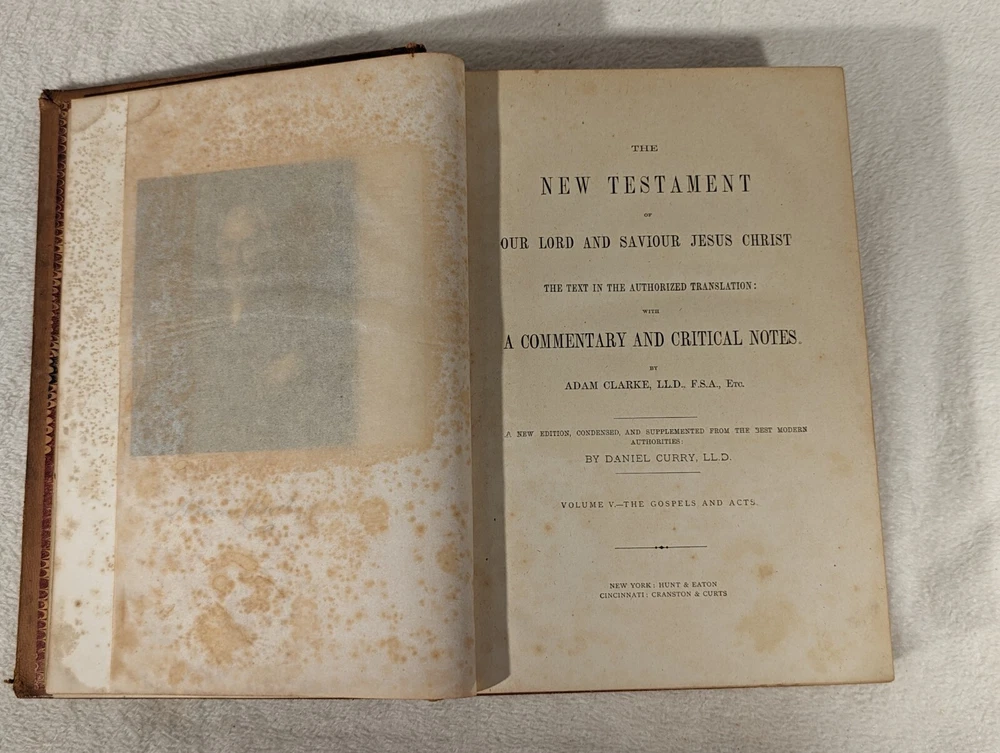 THE
NEW TESTAMENT
OF
OUR LORD AND SAVIOUR JESUS CHRIST
THE TEXT IN THE AUTHORIZED TRANSLATION:
WITH
A COMMENTARY AND CRITICAL NOTES.
BY
ADAM CLARKE, LL.D., F.S.A., Etc.
A NEW EDITION, CONDENSED, AND SUPPLEMENTED FROM THE BEST MODERN
AUTHORITIES:
BY DANIEL CURRY, LL.D.
VOLUME V.—THE GOSPELS AND ACTS.
NEW YORK: HUNT & EATON
CINCINNATI: CRANSTON & CURTS